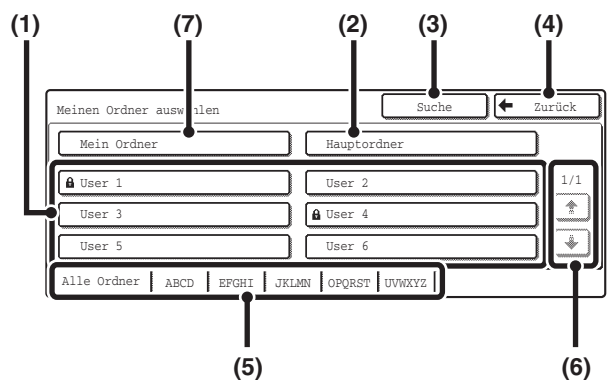 (1) (7) (2) (3) (4)
Meinen Ordner auswählen Suche Zurück
Mein Ordner Hauptordner
User 1 User 2 1/1
User 3 User 4
User 5 User 6
Alle Ordner ABCD EFGHI JKLMN OPQRST UVWXYZ
(5) (6)